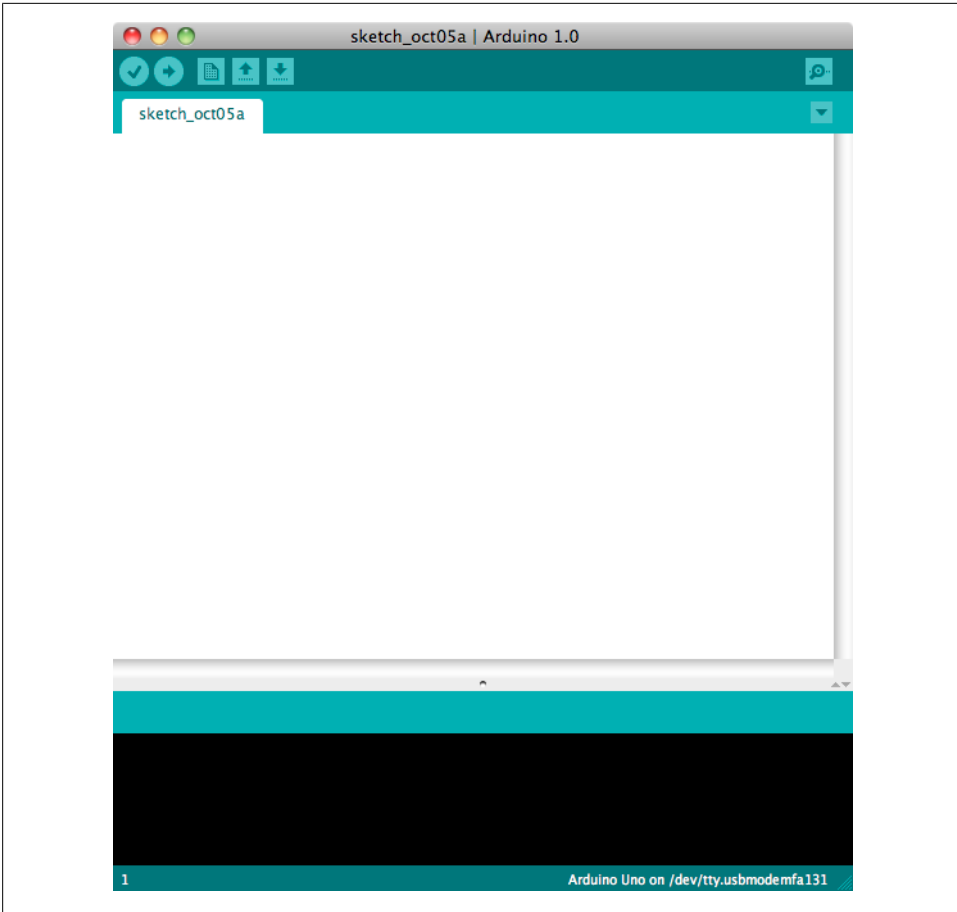 sketch_oct05a | Arduino 1.0
sketch_oct05a
1
Arduino Uno on /dev/tty.usbmodemfa131